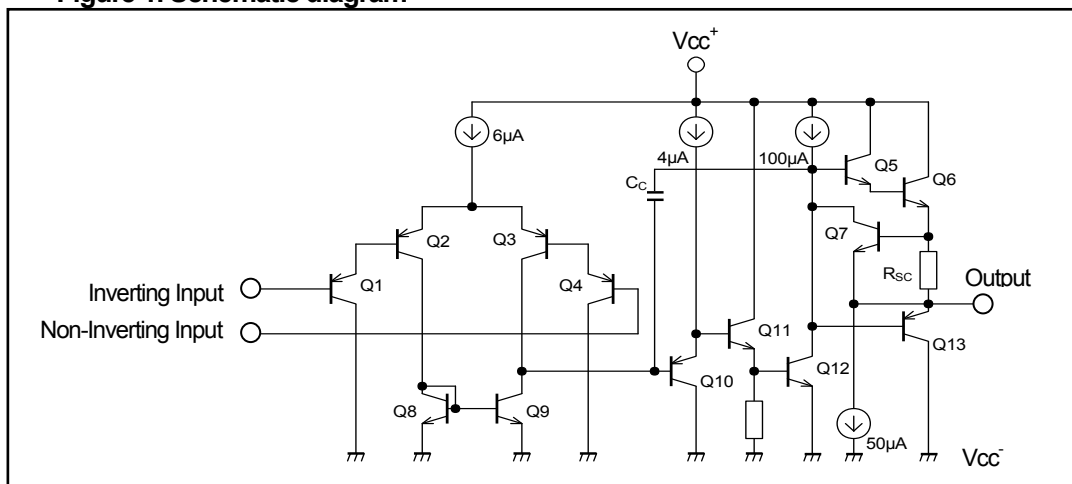 Figure 1. Schematic diagram
Vcc+
6µA
4µA
100µA
Q5
Q6
CC
Q2
Q3
Q7
RSC
Q1
Q4
Inverting Input
Output
Non-Inverting Input
Q11
Q13
Q10
Q12
Q8
Q9
50µA
Vcc-